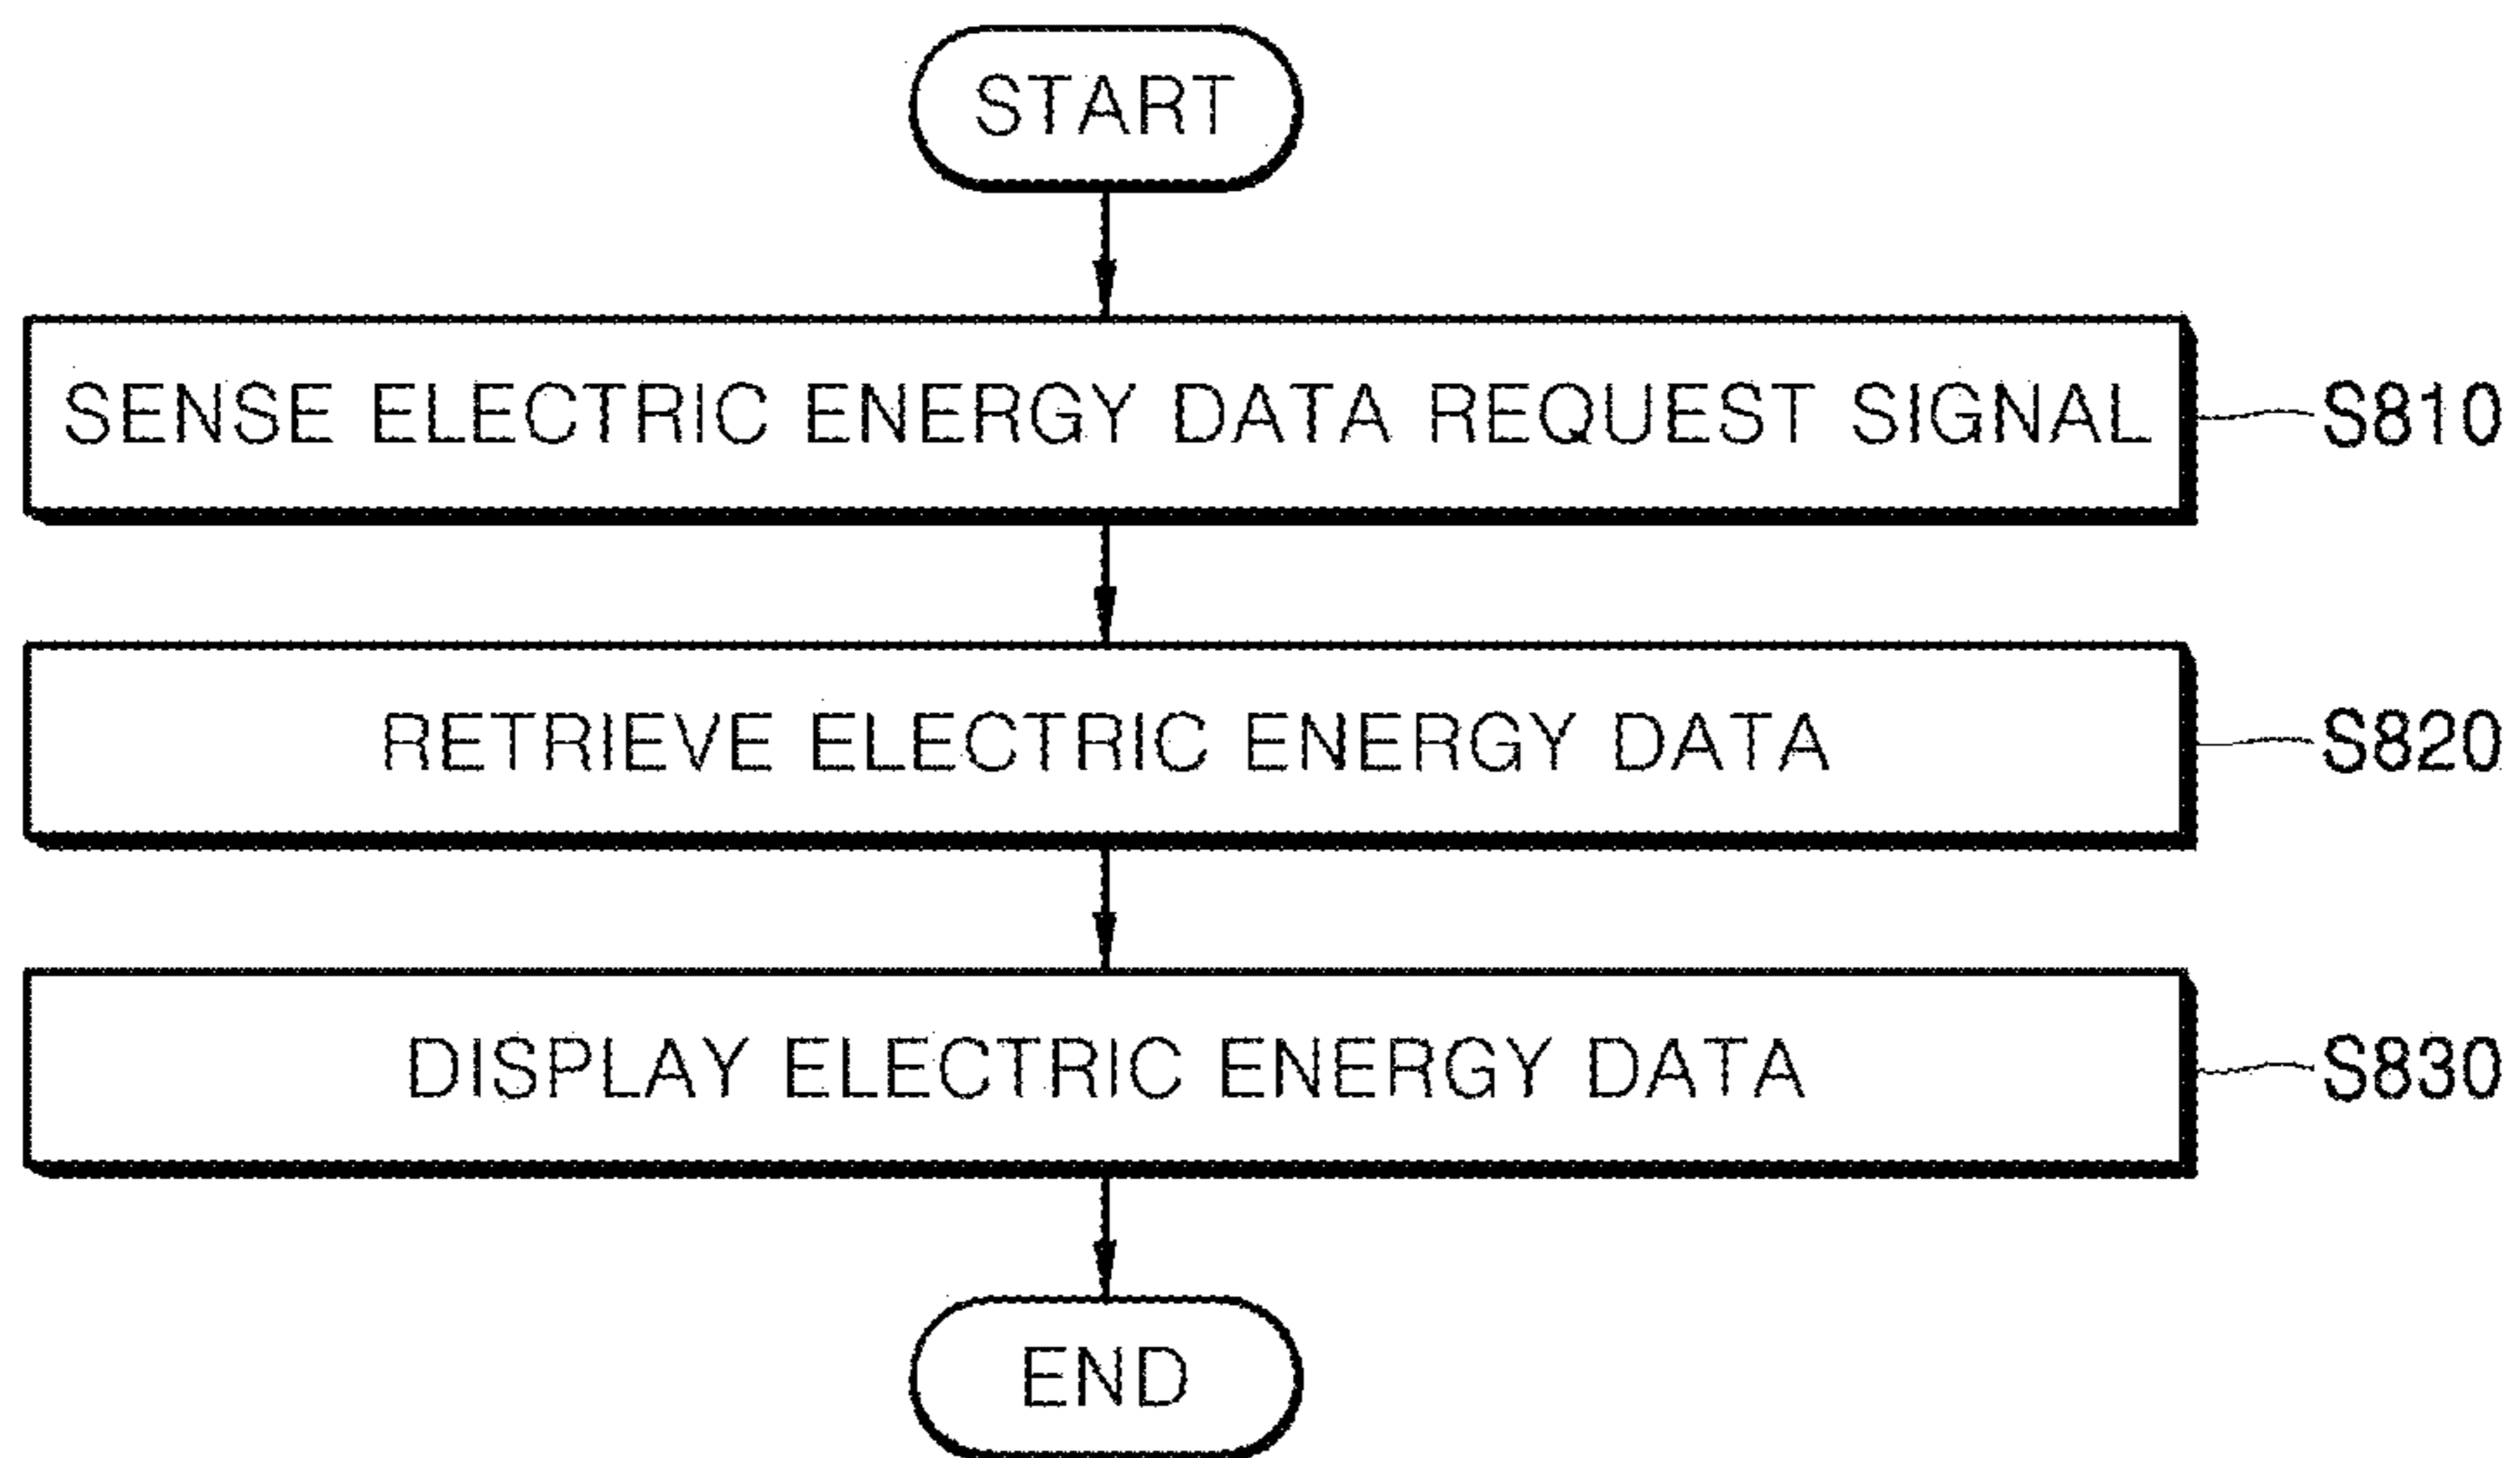 START
SENSE ELECTRIC ENERGY DATA REQUEST SIGNAL S810
RETRIEVE ELECTRIC ENERGY DATA S820
DISPLAY ELECTRIC ENERGY DATA S830
END